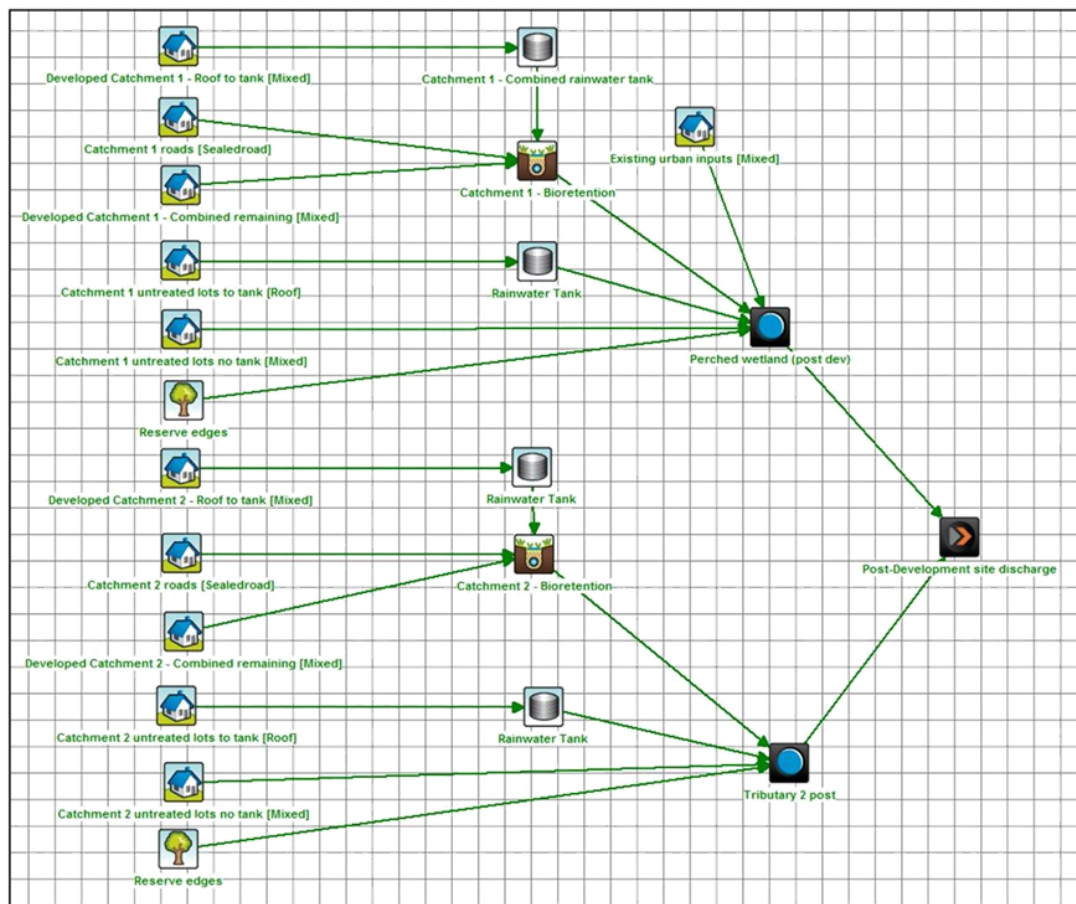 Developed Catchment 1 - Roof to tank [Mixed]
Catchment 1 - Combined rainwater tank
Catchment 1 roads [Sealedroad]
Existing urban inputs [Mixed]
Catchment 1 - Bioretention
Developed Catchment 1 - Combined remaining [Mixed]
Catchment 1 untreated lots to tank [Roof]
Rainwater Tank
Catchment 1 untreated lots no tank [Mixed]
Perched wetland (post dev)
Reserve edges
Developed Catchment 2 - Roof to tank [Mixed]
Rainwater Tank
Catchment 2 roads [Sealedroad]
Catchment 2 - Bioretention
Post-Development site discharge
Developed Catchment 2 - Combined remaining [Mixed]
Catchment 2 untreated lots to tank [Roof]
Rainwater Tank
Catchment 2 untreated lots no tank [Mixed]
Tributary 2 post
Reserve edges